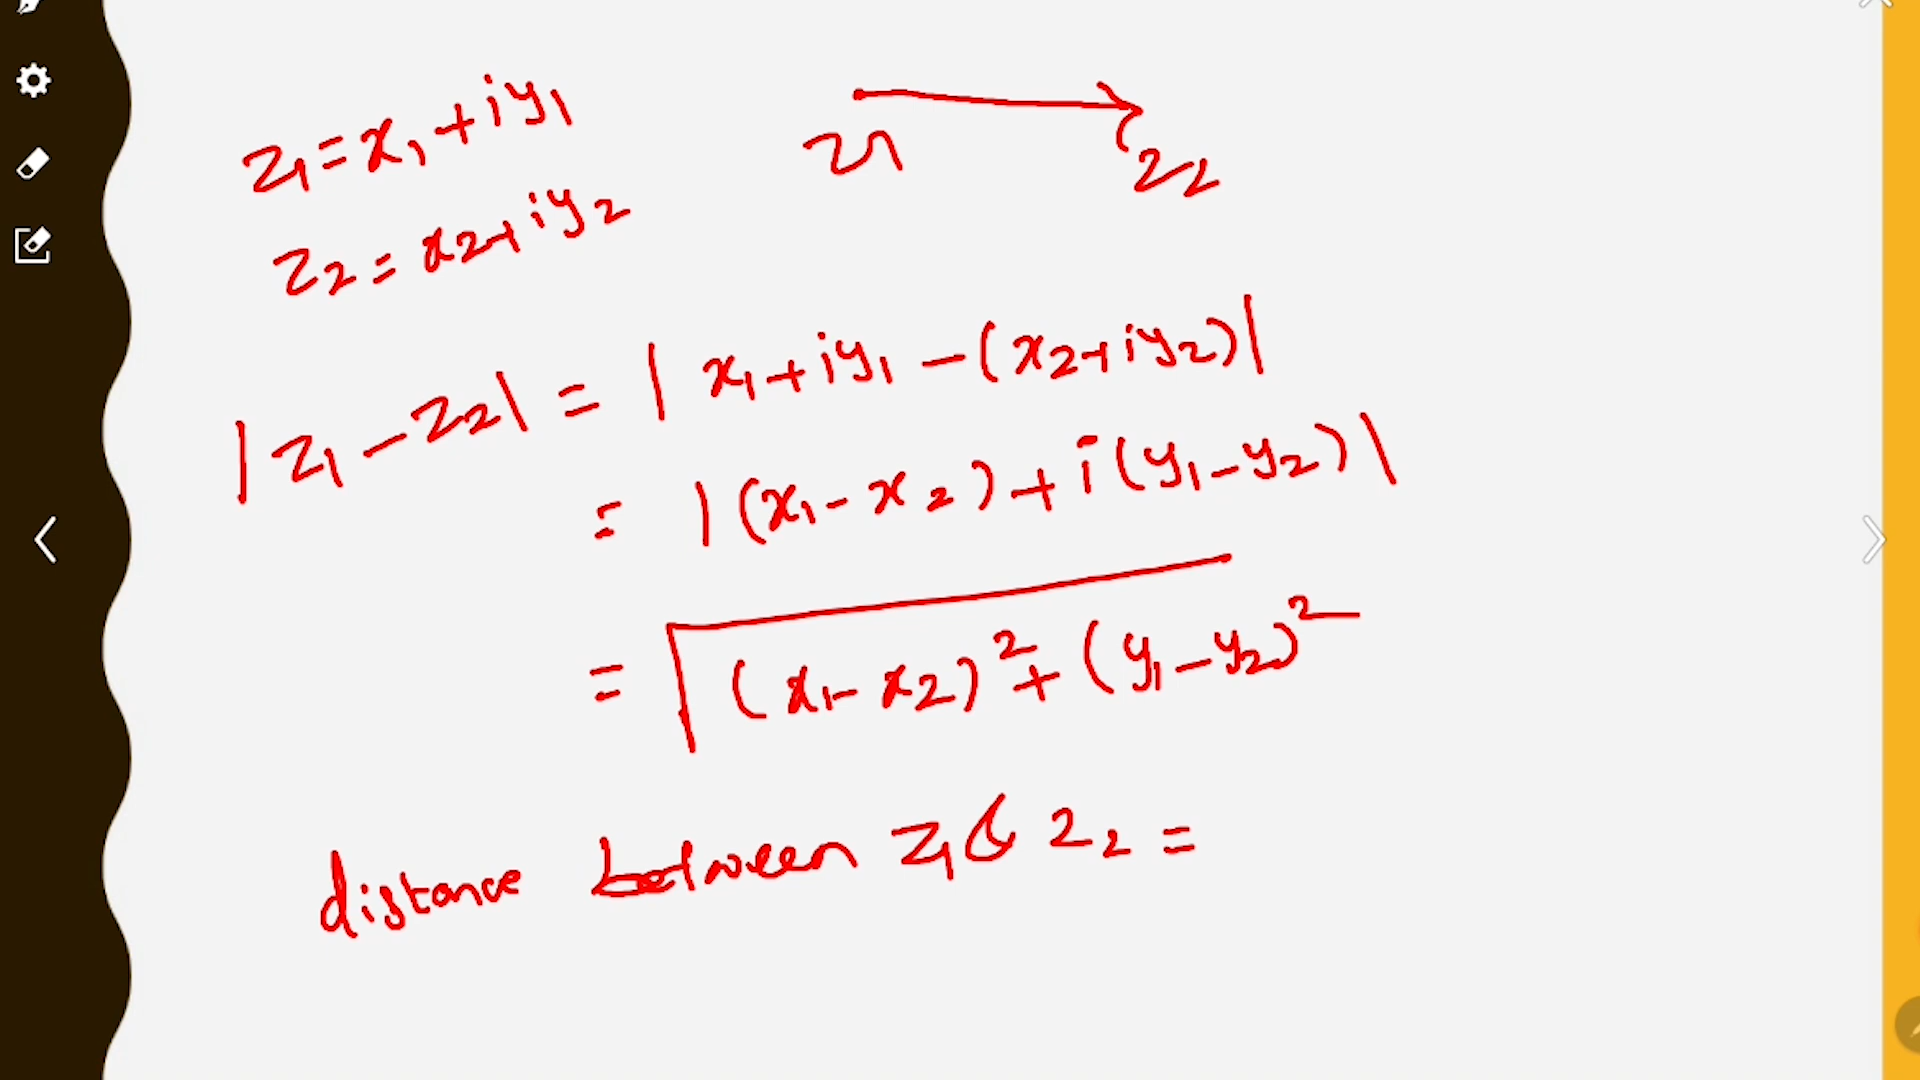 z₁ = x₁ + iy₁
z₁ z₂
z₂ = x₂ + iy₂
|z₁ - z₂| = |x₁ + iy₁ - (x₂ + iy₂)|
= |(x₁ - x₂) + i(y₁ - y₂)|
= √(x₁ - x₂)² + (y₁ - y₂)²
distance between z₁ & z₂ =